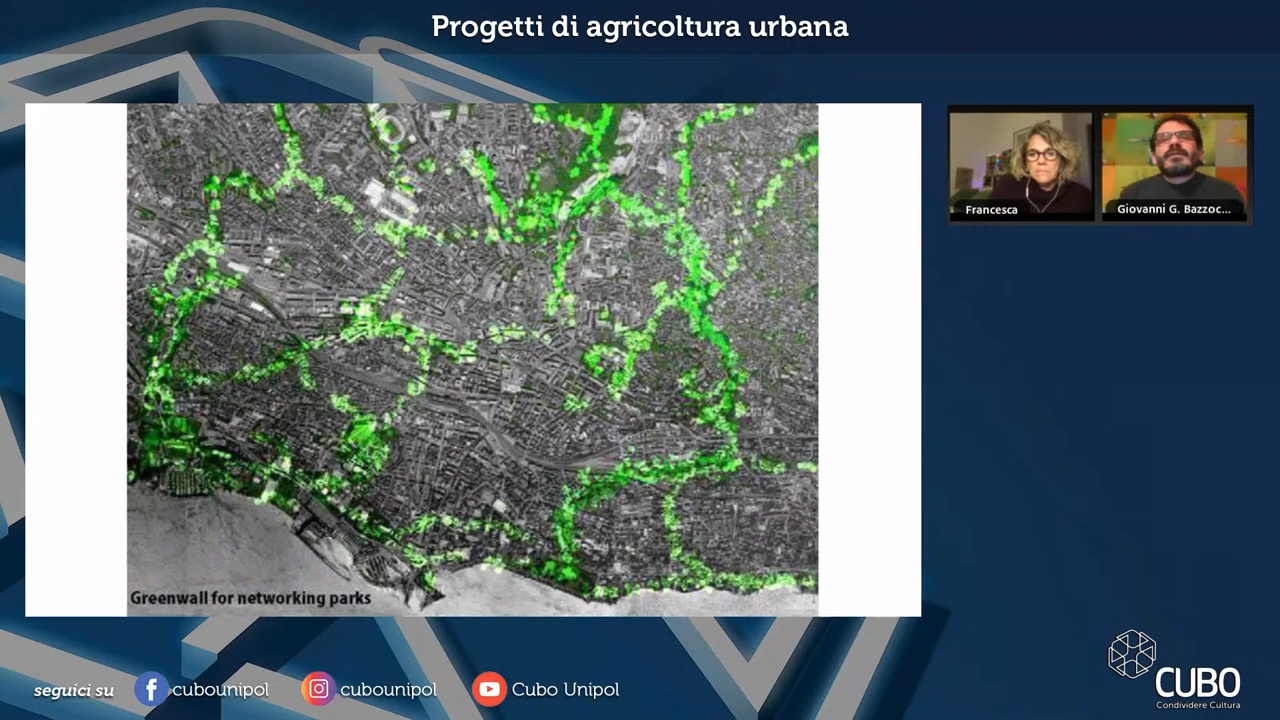 Progetti di agricoltura urbana
Francesca
Giovanni G. Bazzoc...
Greenwall for networking parks
seguici su
cubounipol
cubounipol
Cubo Unipol
CUBO
Condividere Cultura